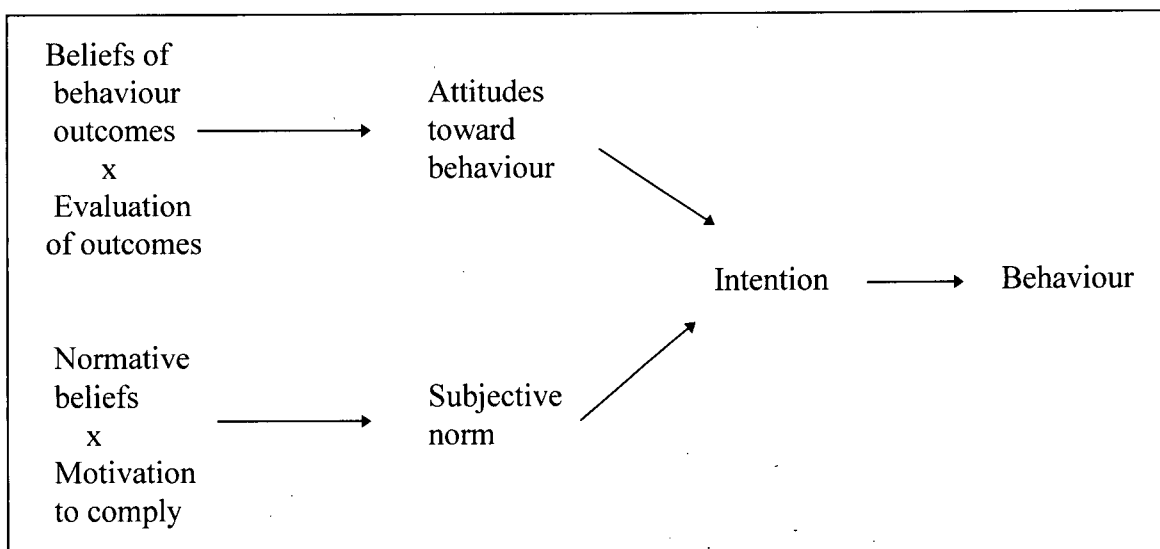 Beliefs of
behaviour
outcomes
x
Evaluation
of outcomes
Attitudes
toward
behaviour
Normative
beliefs
x
Motivation
to comply
Subjective
norm
Intention
Behaviour